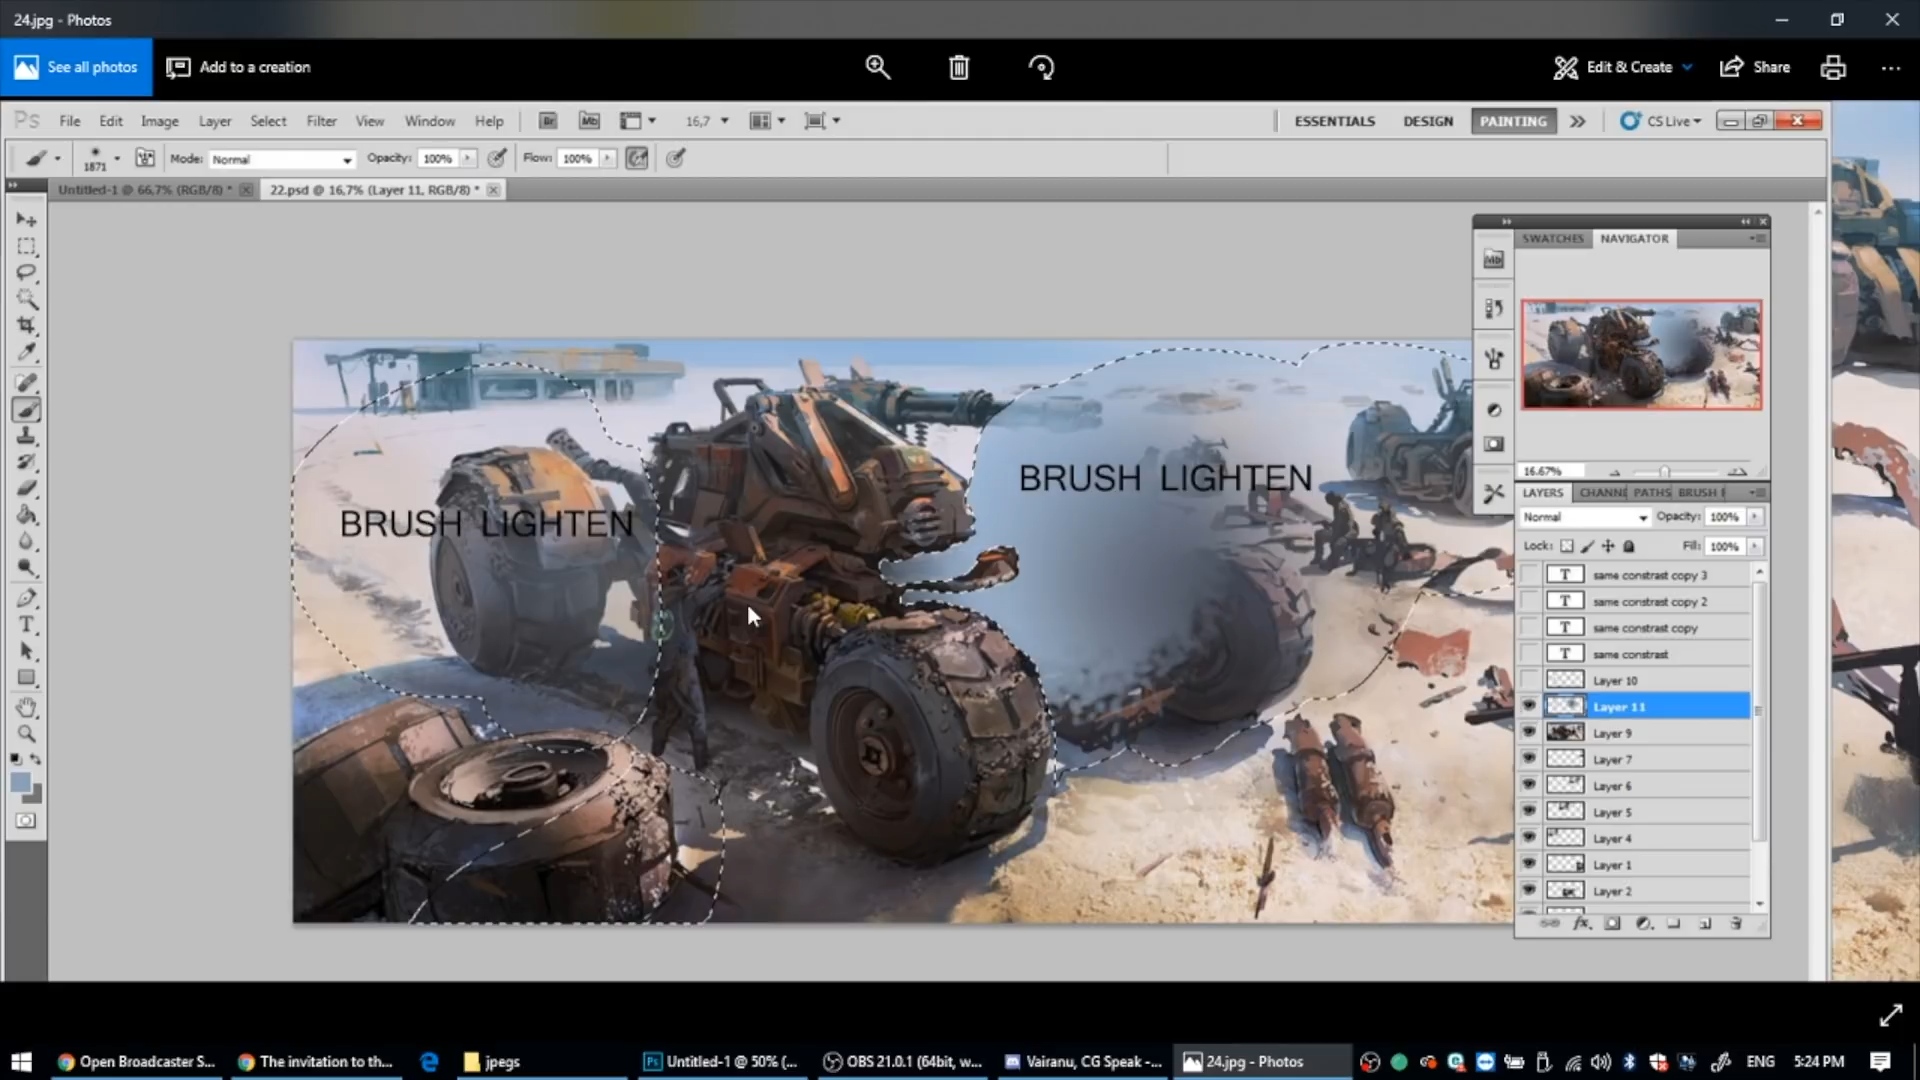 24.jpg - Photos
See all photos
Add to a creation
Edit & Create
Share
Ps File Edit Image Layer Select Filter View Window Help
Br Mb 16,7
ESSENTIALS DESIGN PAINTING CS Live
1871 Mode: Normal Opacity: 100% Flow: 100%
Untitled-1 @ 66,7% (RGB/8) * 22.psd @ 16,7% (Layer 11, RGB/8) *
SWATCHES NAVIGATOR
Mb
16.67%
BRUSH LIGHTEN
BRUSH LIGHTEN
LAYERS CHANNE PATHS
Normal Opacity: 100%
Lock: Fill: 100%
T same constrast copy 3
T same constrast copy 2
T same constrast copy
T same constrast
Layer 10
Layer 11
Layer 9
Layer 7
Layer 6
Layer 5
Layer 4
Layer 1
Layer 2
Open Broadcaster S...
The invitation to th...
jpegs
Untitled-1 @ 50% (...
OBS 21.0.1 (64bit, w...
Vairanu, CG Speak -...
24.jpg - Photos
ENG
5:24 PM